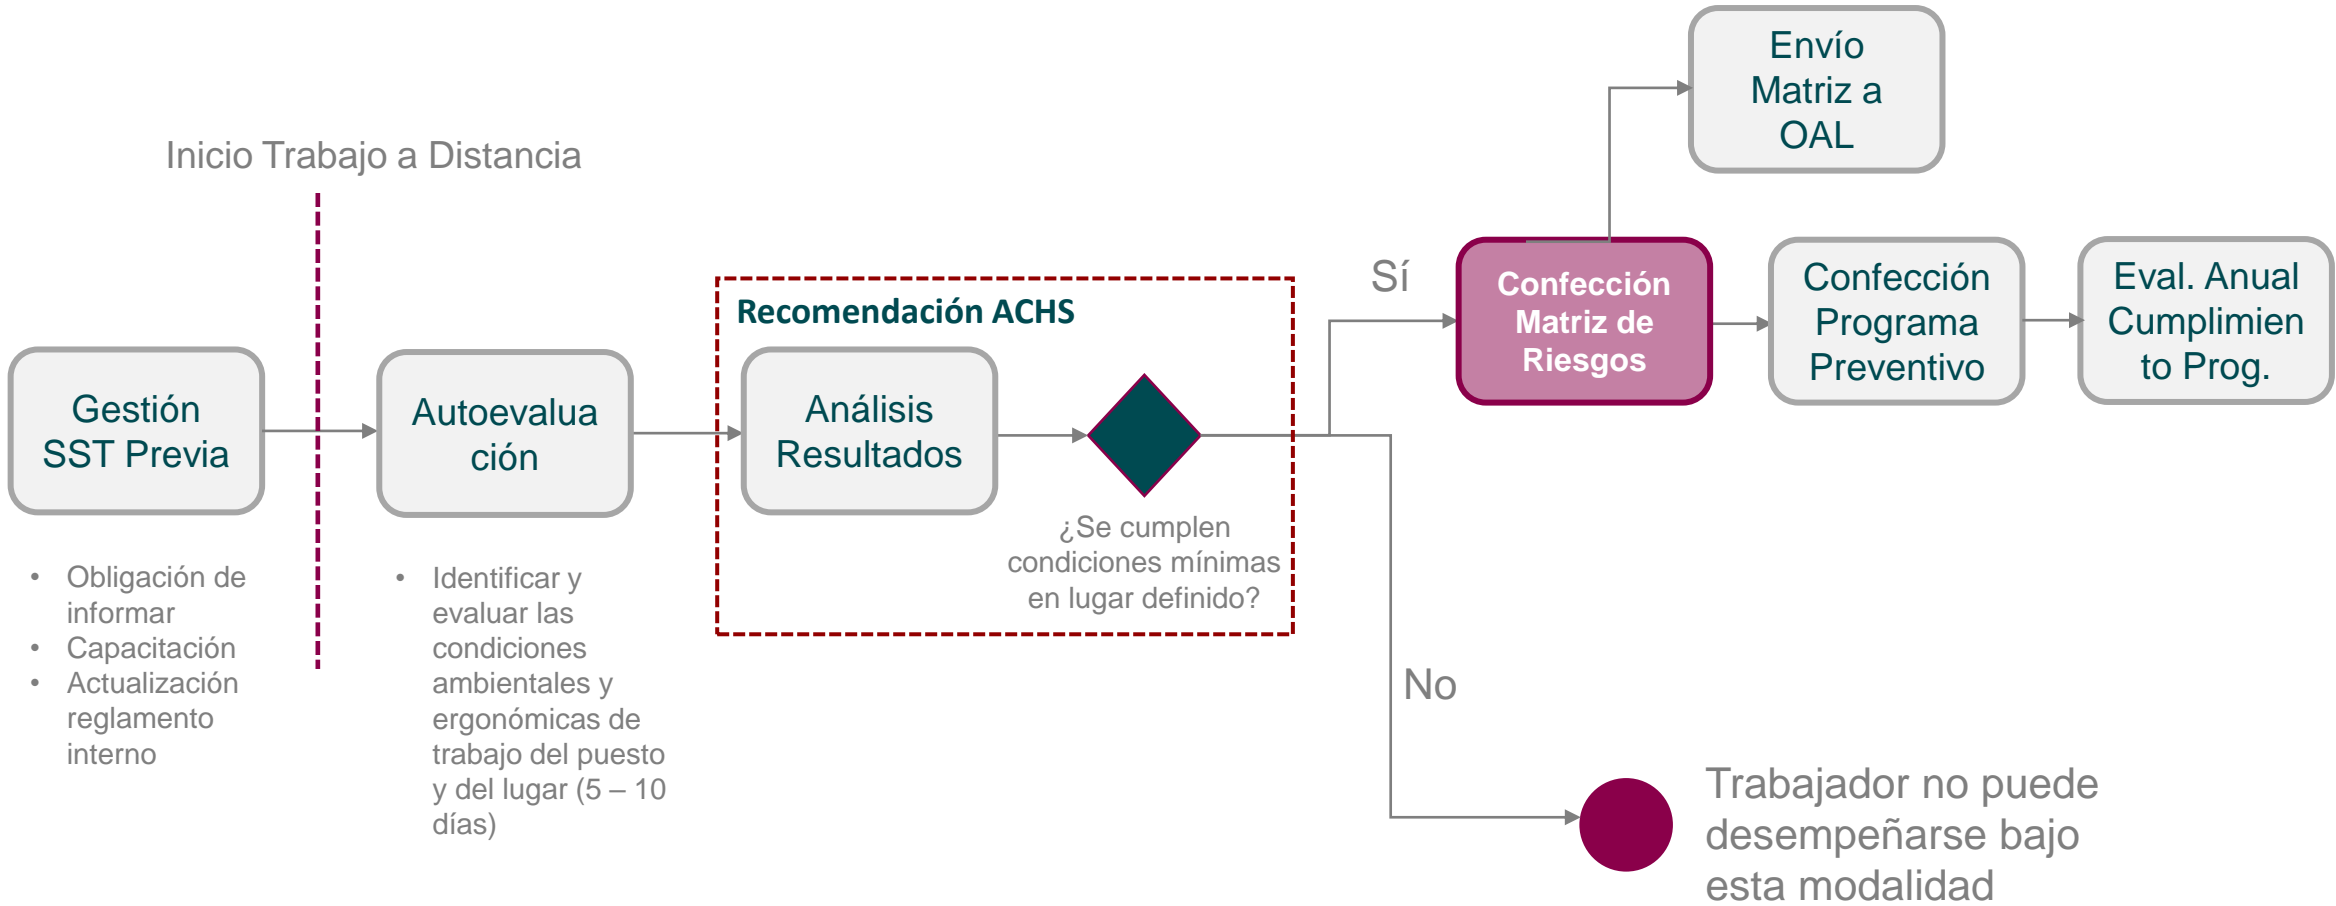 Inicio Trabajo a Distancia
Gestión
SST Previa
• Obligación de
informar
• Capacitación
• Actualización
reglamento
interno
Autoevalua
ción
• Identificar y
evaluar las
condiciones
ambientales y
ergonómicas de
trabajo del puesto
y del lugar (5 – 10
días)
Recomendación ACHS
Análisis
Resultados
¿Se cumplen
condiciones mínimas
en lugar definido?
Sí
Confección
Matriz de
Riesgos
Envío
Matriz a
OAL
Confección
Programa
Preventivo
Eval. Anual
Cumplimien
to Prog.
No
Trabajador no puede
desempeñarse bajo
esta modalidad